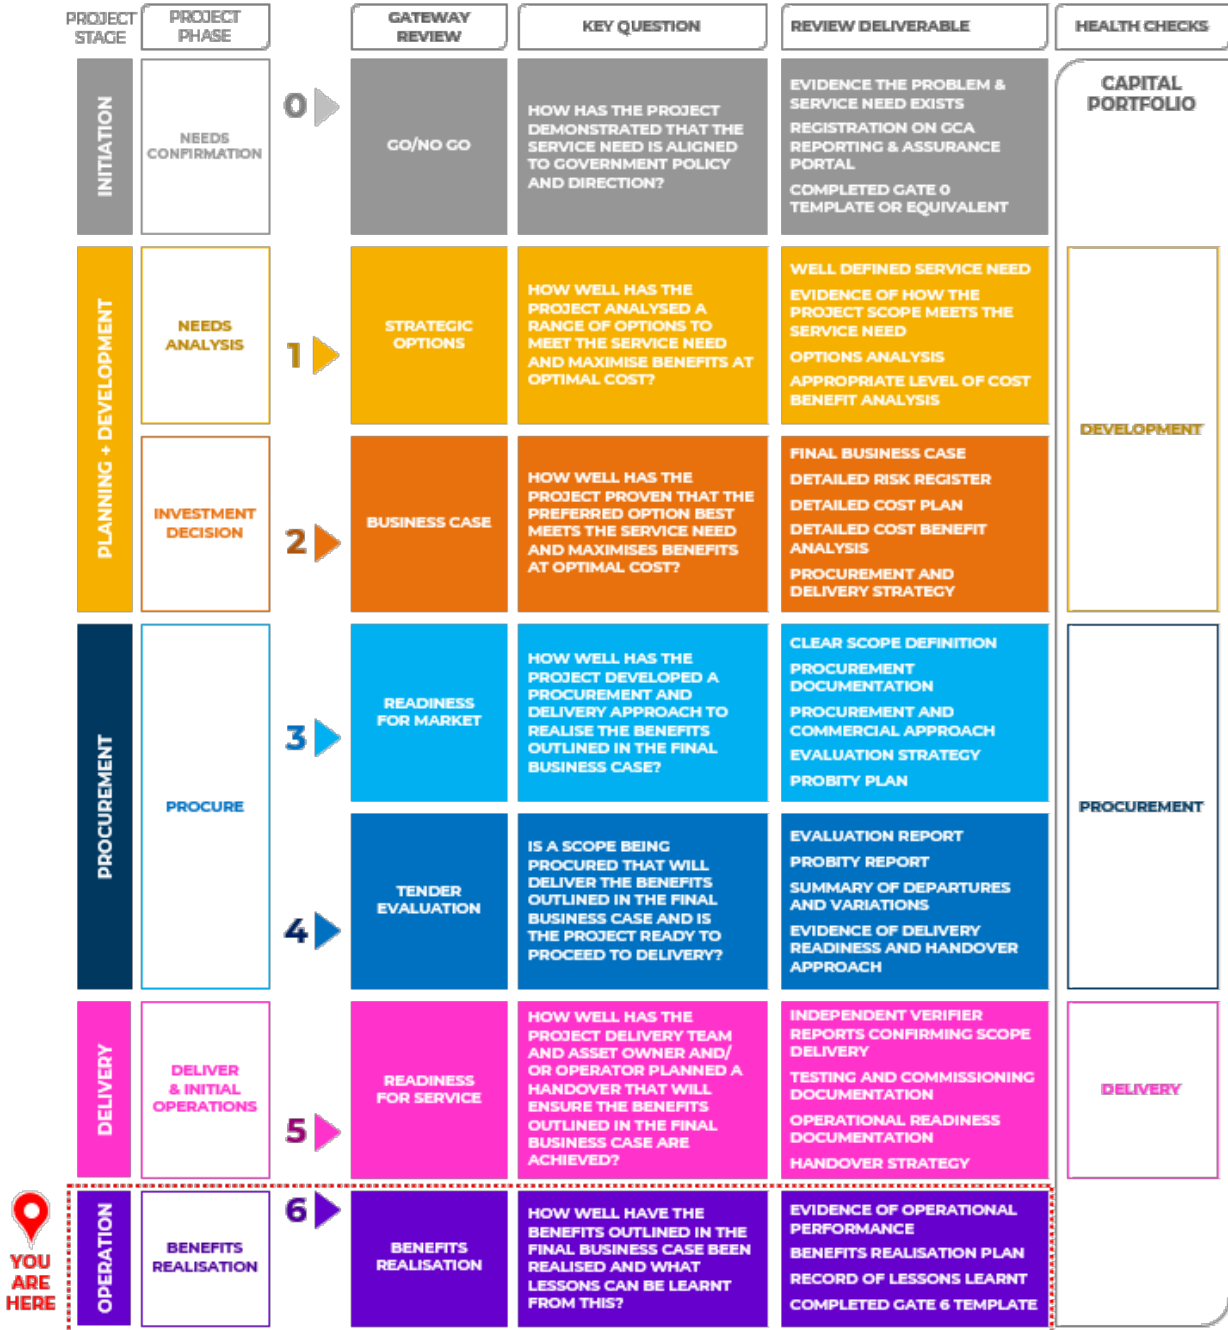 PROJECT
STAGE
PROJECT
PHASE
GATEWAY
REVIEW
KEY QUESTION
REVIEW DELIVERABLE
HEALTH CHECKS
CAPITAL
PORTFOLIO
INITIATION
NEEDS
CONFIRMATION
0
GO/NO GO
HOW HAS THE PROJECT
DEMONSTRATED THAT THE
SERVICE NEED IS ALIGNED
TO GOVERNMENT POLICY
AND DIRECTION?
EVIDENCE THE PROBLEM &
SERVICE NEED EXISTS
REGISTRATION ON GCA
REPORTING & ASSURANCE
PORTAL
COMPLETED GATE 0
TEMPLATE OR EQUIVALENT
PLANNING + DEVELOPMENT
NEEDS
ANALYSIS
1
STRATEGIC
OPTIONS
HOW WELL HAS THE
PROJECT ANALYSED A
RANGE OF OPTIONS TO
MEET THE SERVICE NEED
AND MAXIMISE BENEFITS AT
OPTIMAL COST?
WELL DEFINED SERVICE NEED
EVIDENCE OF HOW THE
PROJECT SCOPE MEETS THE
SERVICE NEED
OPTIONS ANALYSIS
APPROPRIATE LEVEL OF COST
BENEFIT ANALYSIS
DEVELOPMENT
INVESTMENT
DECISION
2
BUSINESS CASE
HOW WELL HAS THE
PROJECT PROVEN THAT THE
PREFERRED OPTION BEST
MEETS THE SERVICE NEED
AND MAXIMISES BENEFITS
AT OPTIMAL COST?
FINAL BUSINESS CASE
DETAILED RISK REGISTER
DETAILED COST PLAN
DETAILED COST BENEFIT
ANALYSIS
PROCUREMENT AND
DELIVERY STRATEGY
PROCUREMENT
PROCURE
3
READINESS
FOR MARKET
HOW WELL HAS THE
PROJECT DEVELOPED A
PROCUREMENT AND
DELIVERY APPROACH TO
REALISE THE BENEFITS
OUTLINED IN THE FINAL
BUSINESS CASE?
CLEAR SCOPE DEFINITION
PROCUREMENT
DOCUMENTATION
PROCUREMENT AND
COMMERCIAL APPROACH
EVALUATION STRATEGY
PROBITY PLAN
PROCUREMENT
4
TENDER
EVALUATION
IS A SCOPE BEING
PROCURED THAT WILL
DELIVER THE BENEFITS
OUTLINED IN THE FINAL
BUSINESS CASE AND IS
THE PROJECT READY TO
PROCEED TO DELIVERY?
EVALUATION REPORT
PROBITY REPORT
SUMMARY OF DEPARTURES
AND VARIATIONS
EVIDENCE OF DELIVERY
READINESS AND HANDOVER
APPROACH
DELIVERY
DELIVER
& INITIAL
OPERATIONS
5
READINESS
FOR SERVICE
HOW WELL HAS THE
PROJECT DELIVERY TEAM
AND ASSET OWNER AND/
OR OPERATOR PLANNED A
HANDOVER THAT WILL
ENSURE THE BENEFITS
OUTLINED IN THE FINAL
BUSINESS CASE ARE
ACHIEVED?
INDEPENDENT VERIFIER
REPORTS CONFIRMING SCOPE
DELIVERY
TESTING AND COMMISSIONING
DOCUMENTATION
OPERATIONAL READINESS
DOCUMENTATION
HANDOVER STRATEGY
DELIVERY
YOU
ARE
HERE
OPERATION
BENEFITS
REALISATION
6
BENEFITS
REALISATION
HOW WELL HAVE THE
BENEFITS OUTLINED IN THE
FINAL BUSINESS CASE BEEN
REALISED AND WHAT
LESSONS CAN BE LEARNT
FROM THIS?
EVIDENCE OF OPERATIONAL
PERFORMANCE
BENEFITS REALISATION PLAN
RECORD OF LESSONS LEARNT
COMPLETED GATE 6 TEMPLATE